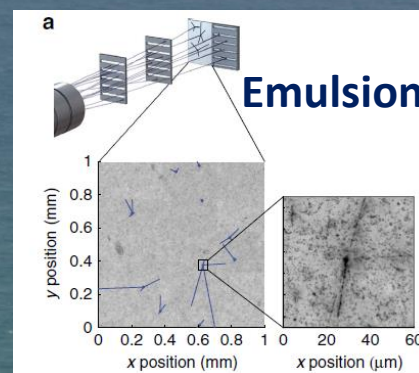 a
Emulsion
1
0.8
0.6
0.4
0.2
0
y position (mm)
0 0.2 0.4 0.6 0.8 1
x position (mm)
0 20 40 60
x position (μm)